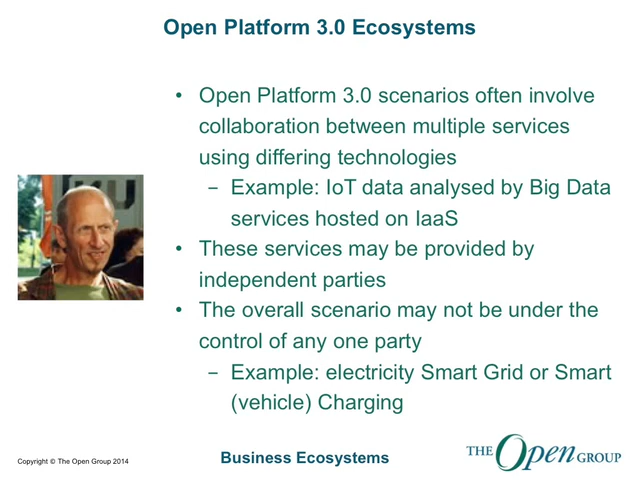 Open Platform 3.0 Ecosystems
• Open Platform 3.0 scenarios often involve
collaboration between multiple services
using differing technologies
– Example: IoT data analysed by Big Data
services hosted on IaaS
• These services may be provided by
independent parties
• The overall scenario may not be under the
control of any one party
– Example: electricity Smart Grid or Smart
(vehicle) Charging
Copyright © The Open Group 2014
Business Ecosystems
THE Open GROUP